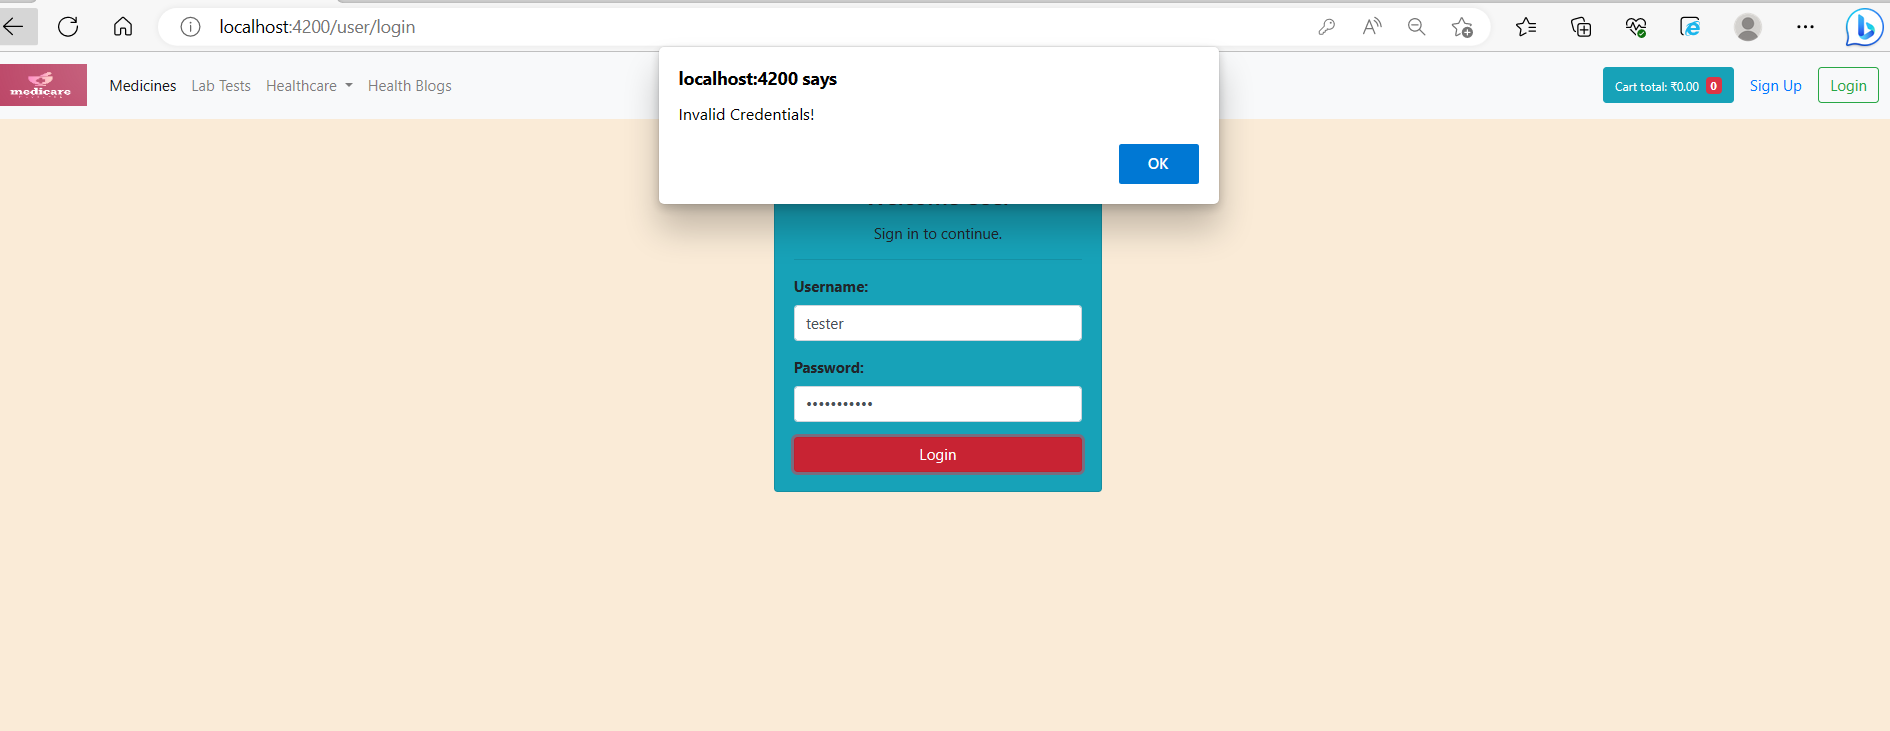 localhost:4200/user/login
medicare
Medicines Lab Tests Healthcare Health Blogs
Cart total: ₹0.00 0 Sign Up Login
localhost:4200 says
Invalid Credentials!
OK
Sign in to continue.
Username:
tester
Password:
•••••••••••
Login